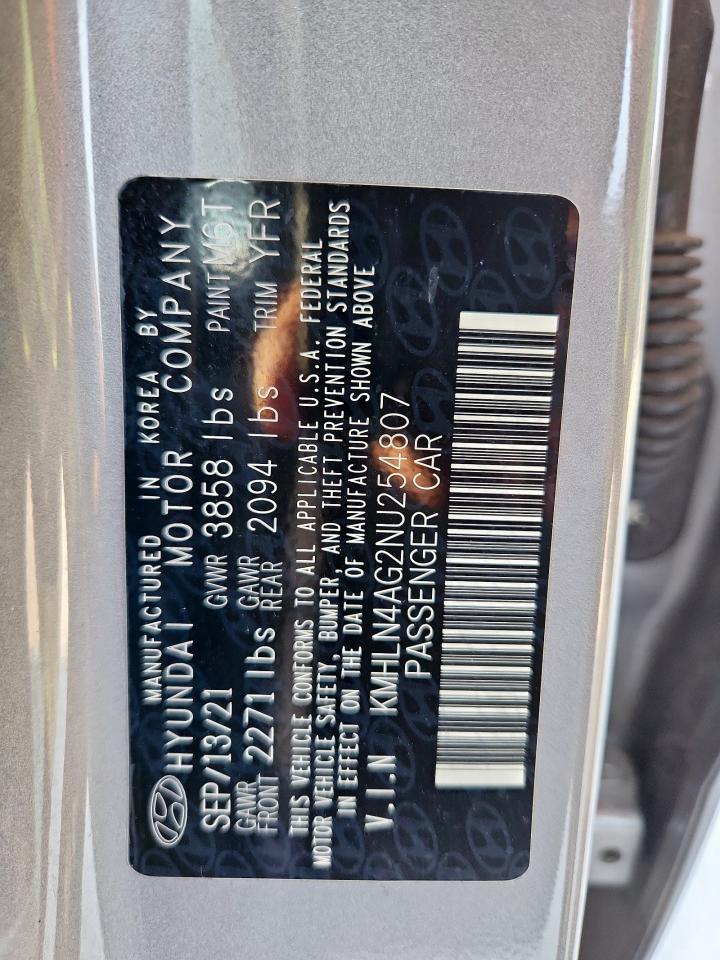 MANUFACTURED IN KOREA BY
HYUNDAI MOTOR COMPANY
SEP/13/21 GVWR 3858 lbs PAINT M6T
GAWR FRONT 2271 lbs GAWR REAR 2094 lbs TRIM YFR
THIS VEHICLE CONFORMS TO ALL APPLICABLE U.S.A. FEDERAL
MOTOR VEHICLE SAFETY, BUMPER, AND THEFT PREVENTION STANDARDS
IN EFFECT ON THE DATE OF MANUFACTURE SHOWN ABOVE
V.I.N KMHLN4AG2NU254807
PASSENGER CAR